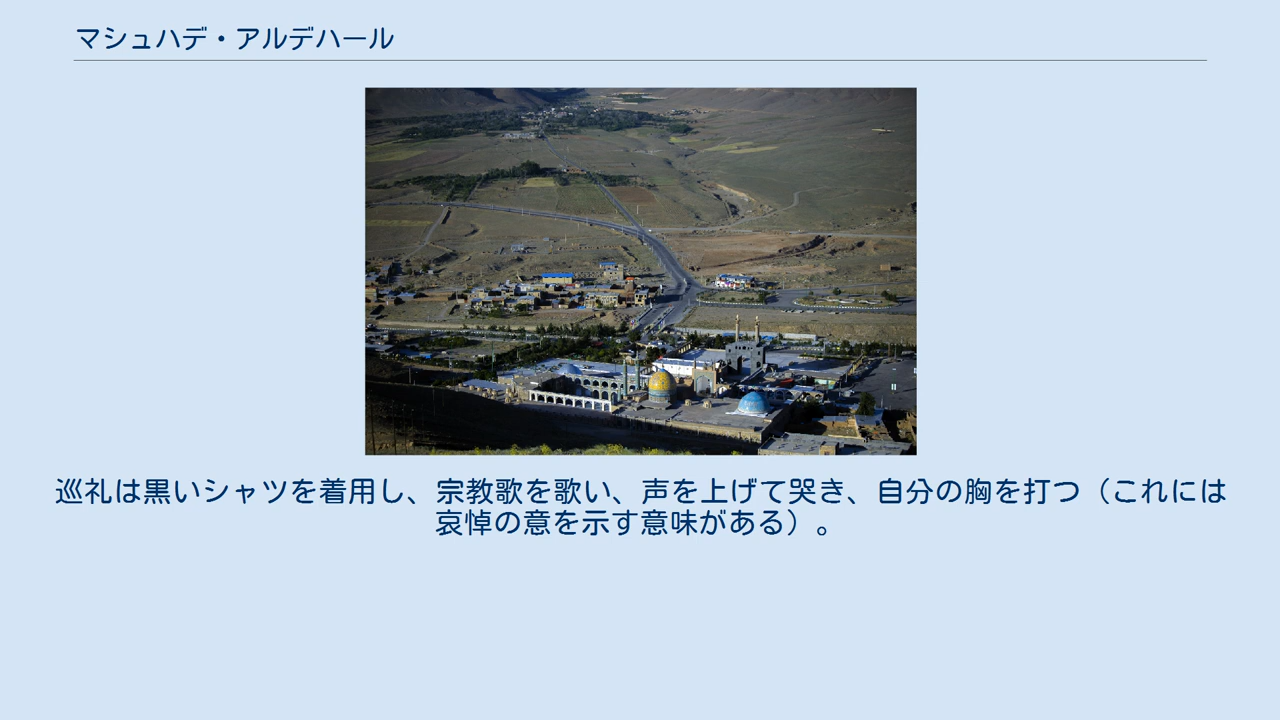 マシュハデ・アルデハール
巡礼は黒いシャツを着用し、宗教歌を歌い、声を上げて哭き、自分の胸を打つ（これには
哀悼の意を示す意味がある）。